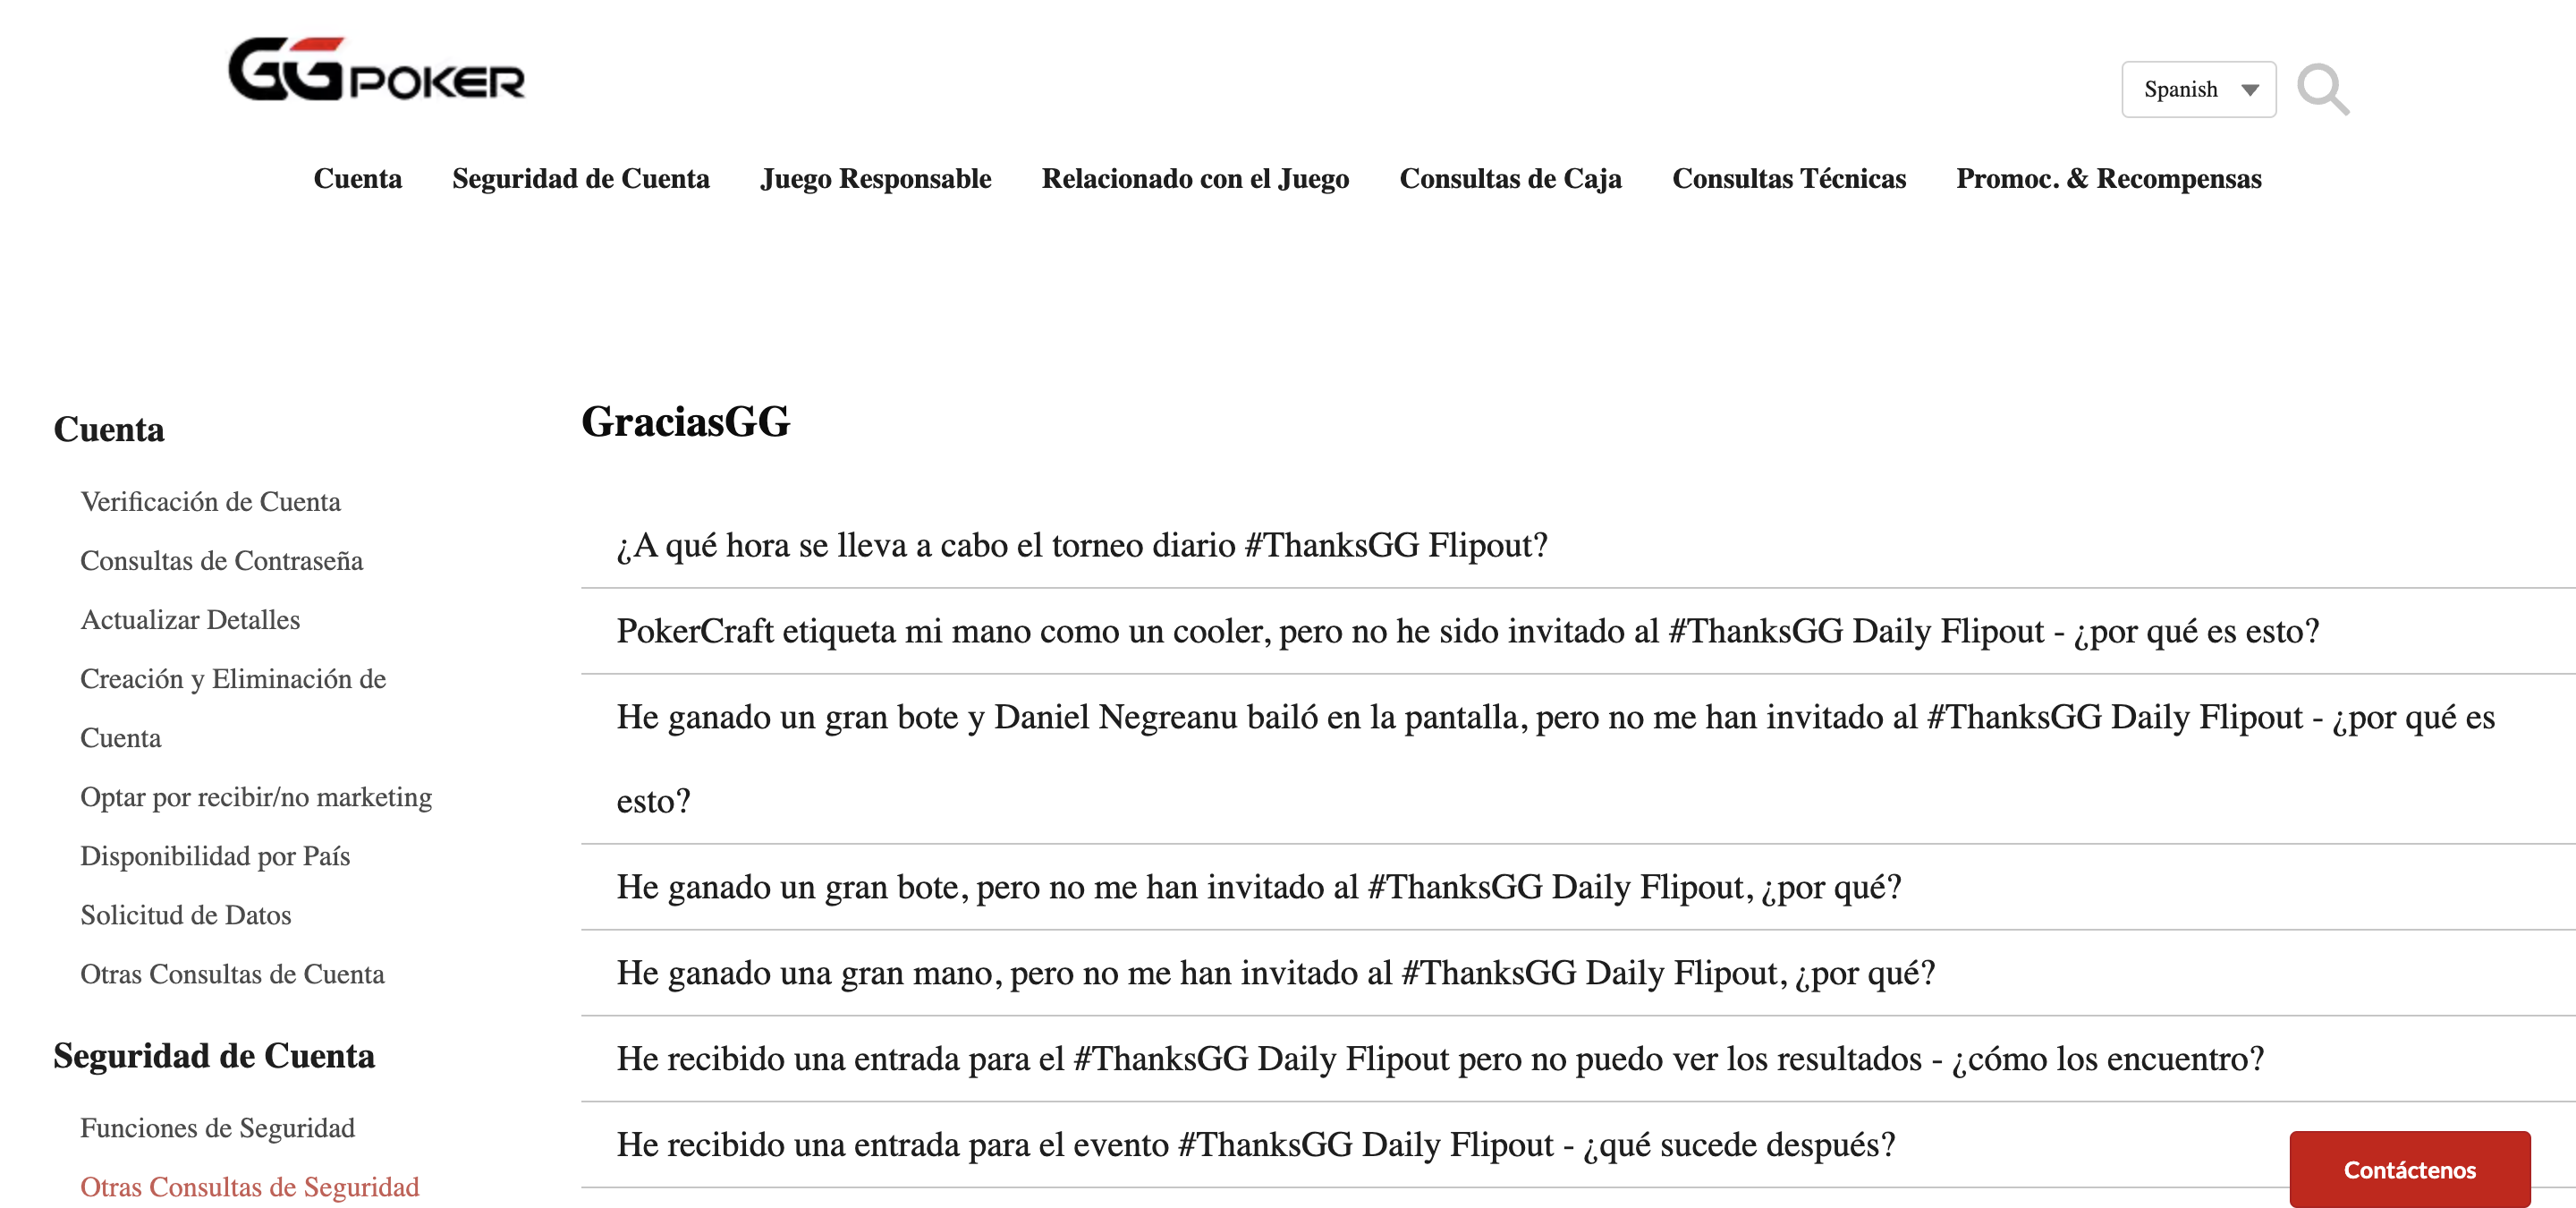 GGPOKER
Spanish
Cuenta Seguridad de Cuenta Juego Responsable Relacionado con el Juego Consultas de Caja Consultas Técnicas Promoc. & Recompensas
Cuenta
Verificación de Cuenta
Consultas de Contraseña
Actualizar Detalles
Creación y Eliminación de
Cuenta
Optar por recibir/no marketing
Disponibilidad por País
Solicitud de Datos
Otras Consultas de Cuenta
Seguridad de Cuenta
Funciones de Seguridad
Otras Consultas de Seguridad
GraciasGG
¿A qué hora se lleva a cabo el torneo diario #ThanksGG Flipout?
PokerCraft etiqueta mi mano como un cooler, pero no he sido invitado al #ThanksGG Daily Flipout - ¿por qué es esto?
He ganado un gran bote y Daniel Negreanu bailó en la pantalla, pero no me han invitado al #ThanksGG Daily Flipout - ¿por qué es
esto?
He ganado un gran bote, pero no me han invitado al #ThanksGG Daily Flipout, ¿por qué?
He ganado una gran mano, pero no me han invitado al #ThanksGG Daily Flipout, ¿por qué?
He recibido una entrada para el #ThanksGG Daily Flipout pero no puedo ver los resultados - ¿cómo los encuentro?
He recibido una entrada para el evento #ThanksGG Daily Flipout - ¿qué sucede después?
Contáctenos